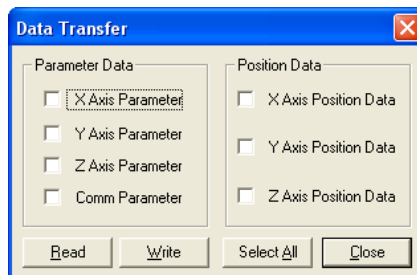 Data Transfer
Parameter Data
X Axis Parameter
Y Axis Parameter
Z Axis Parameter
Comm Parameter
Position Data
X Axis Position Data
Y Axis Position Data
Z Axis Position Data
Read Write Select All Close